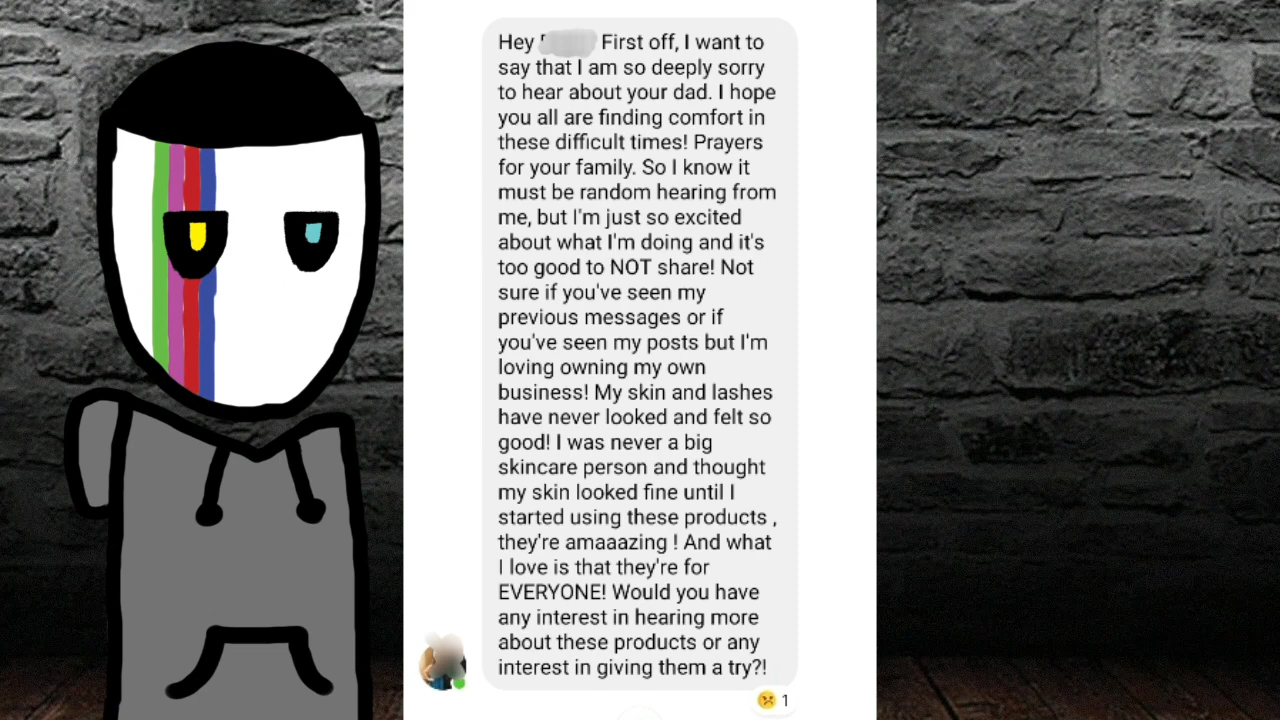 Hey First off, I want to
say that I am so deeply sorry
to hear about your dad. I hope
you all are finding comfort in
these difficult times! Prayers
for your family. So I know it
must be random hearing from
me, but I'm just so excited
about what I'm doing and it's
too good to NOT share! Not
sure if you've seen my
previous messages or if
you've seen my posts but I'm
loving owning my own
business! My skin and lashes
have never looked and felt so
good! I was never a big
skincare person and thought
my skin looked fine until I
started using these products ,
they're amaaazing ! And what
I love is that they're for
EVERYONE! Would you have
any interest in hearing more
about these products or any
interest in giving them a try?!
1